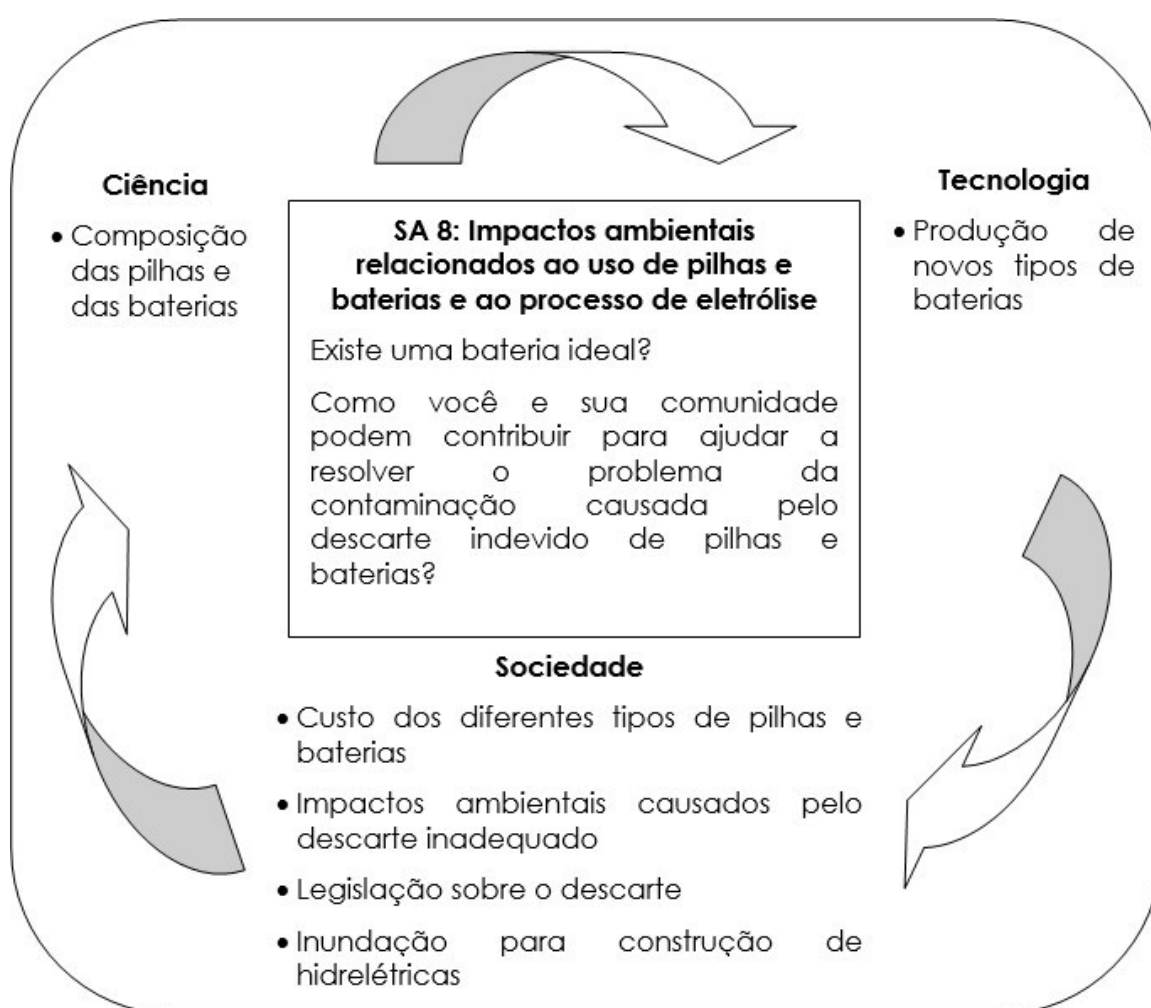 Ciência
• Composição
das pilhas e
das baterias
SA 8: Impactos ambientais
relacionados ao uso de pilhas e
baterias e ao processo de eletrólise
Existe uma bateria ideal?
Como você e sua comunidade
podem contribuir para ajudar a
resolver o problema da
contaminação causada pelo
descarte indevido de pilhas e
baterias?
Tecnologia
• Produção de
novos tipos de
baterias
Sociedade
• Custo dos diferentes tipos de pilhas e
baterias
• Impactos ambientais causados pelo
descarte inadequado
• Legislação sobre o descarte
• Inundação para construção de
hidrelétricas